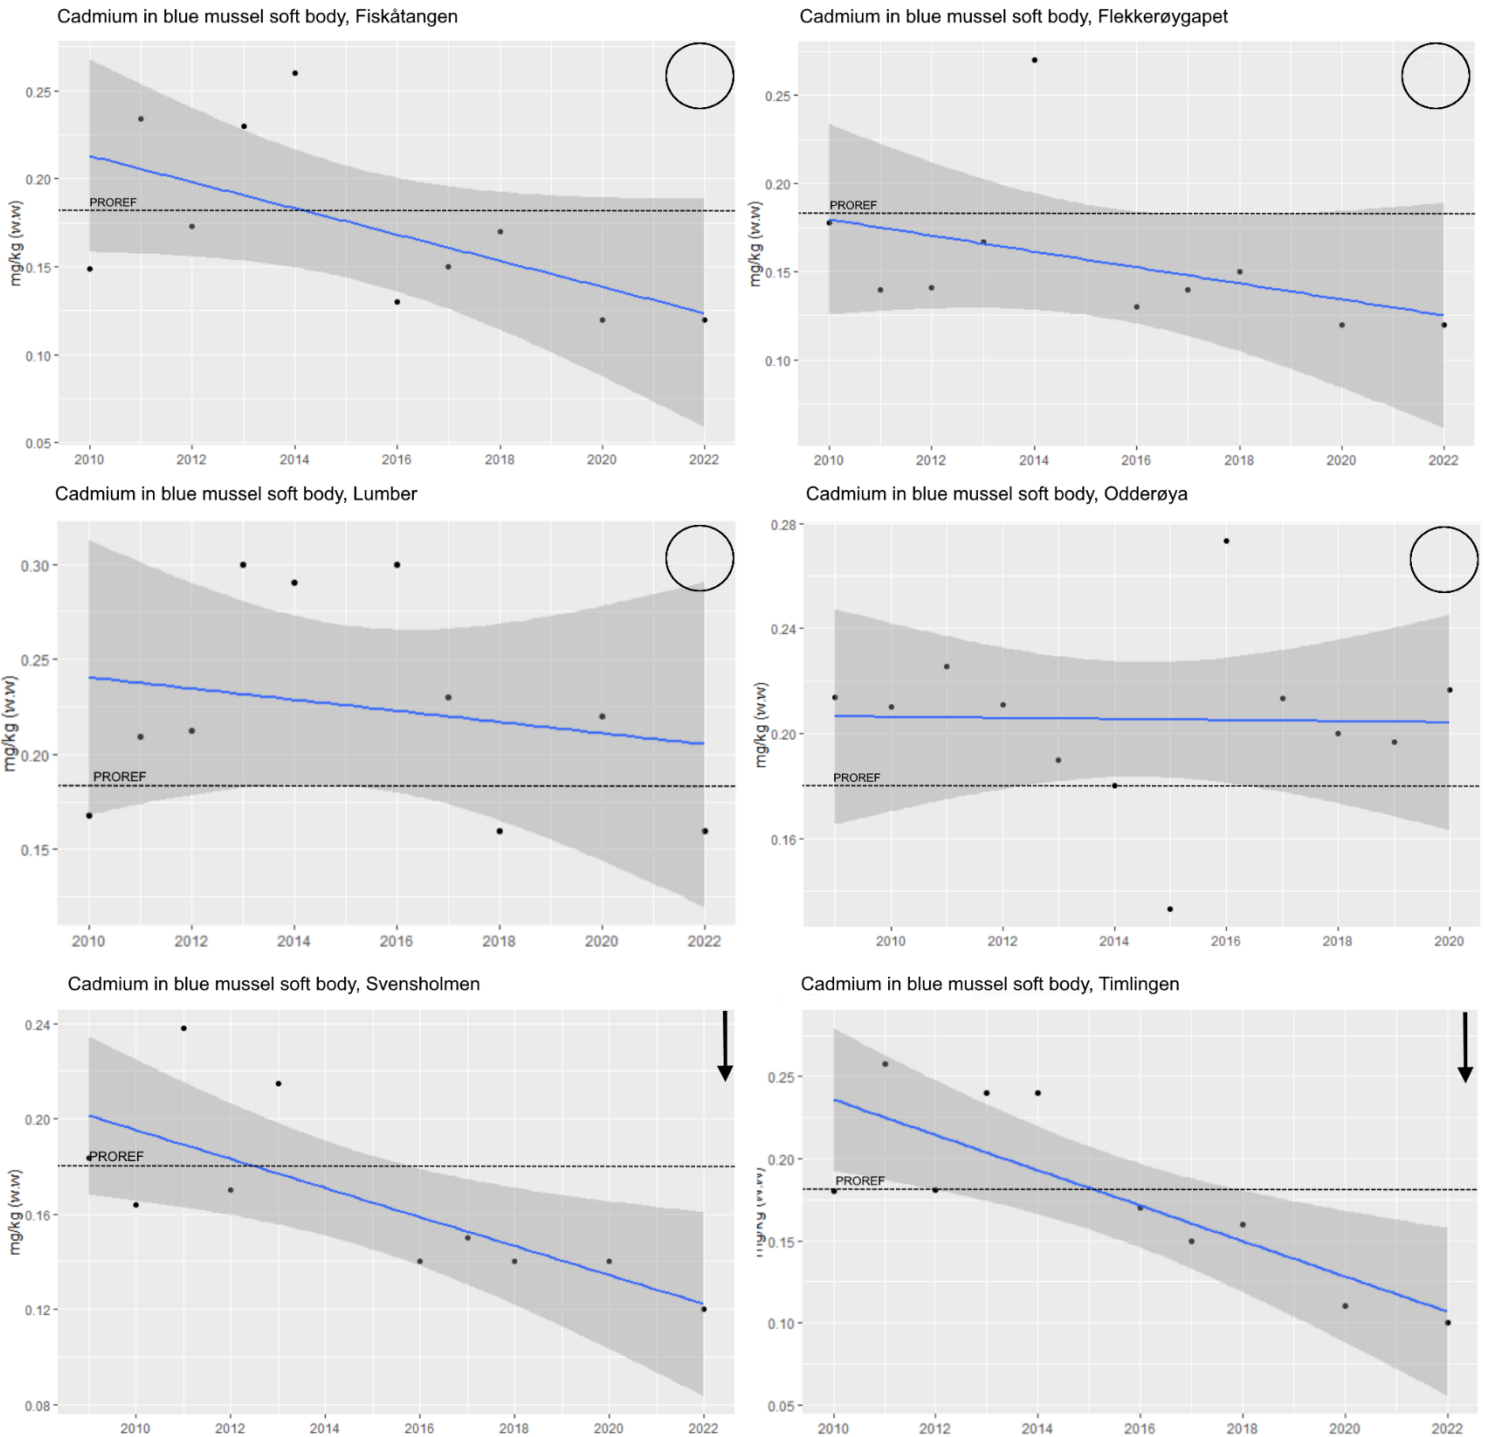 Cadmium in blue mussel soft body, Fiskåtangen
mg/kg (w.w)
0.25
0.20
0.15
0.10
0.05
PROREF
2010 2012 2014 2016 2018 2020 2022
Cadmium in blue mussel soft body, Flekkerøygapet
mg/kg (w.w)
0.25
0.20
0.15
0.10
PROREF
2010 2012 2014 2016 2018 2020 2022
Cadmium in blue mussel soft body, Lumber
mg/kg (w.w)
0.30
0.25
0.20
0.15
PROREF
2010 2012 2014 2016 2018 2020 2022
Cadmium in blue mussel soft body, Odderøya
mg/kg (w.w)
0.28
0.24
0.20
0.16
PROREF
2010 2012 2014 2016 2018 2020
Cadmium in blue mussel soft body, Svensholmen
mg/kg (w.w)
0.24
0.20
0.16
0.12
0.08
PROREF
2010 2012 2014 2016 2018 2020 2022
Cadmium in blue mussel soft body, Timlingen
0.25
0.20
0.15
0.10
0.05
PROREF
2010 2012 2014 2016 2018 2020 2022